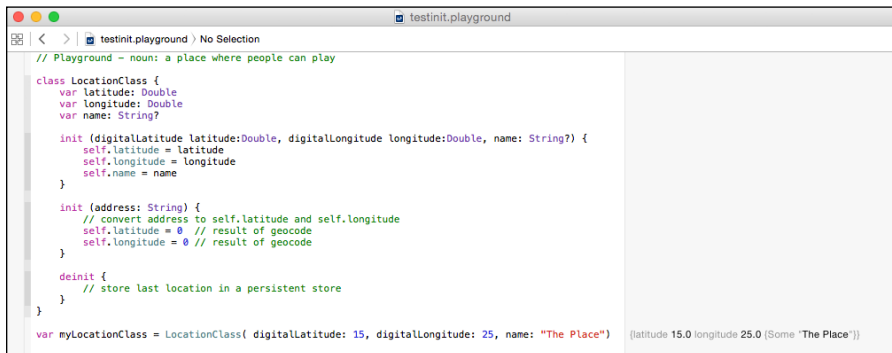 testinit.playground
testinit.playground 〉 No Selection
// Playground – noun: a place where people can play
class LocationClass {
var latitude: Double
var longitude: Double
var name: String?
init (digitalLatitude latitude:Double, digitalLongitude longitude:Double, name: String?) {
self.latitude = latitude
self.longitude = longitude
self.name = name
}
init (address: String) {
// convert address to self.latitude and self.longitude
self.latitude = 0  // result of geocode
self.longitude = 0 // result of geocode
}
deinit {
// store last location in a persistent store
}
}
var myLocationClass = LocationClass( digitalLatitude: 15, digitalLongitude: 25, name: "The Place") {latitude 15.0 longitude 25.0 {Some "The Place"}}